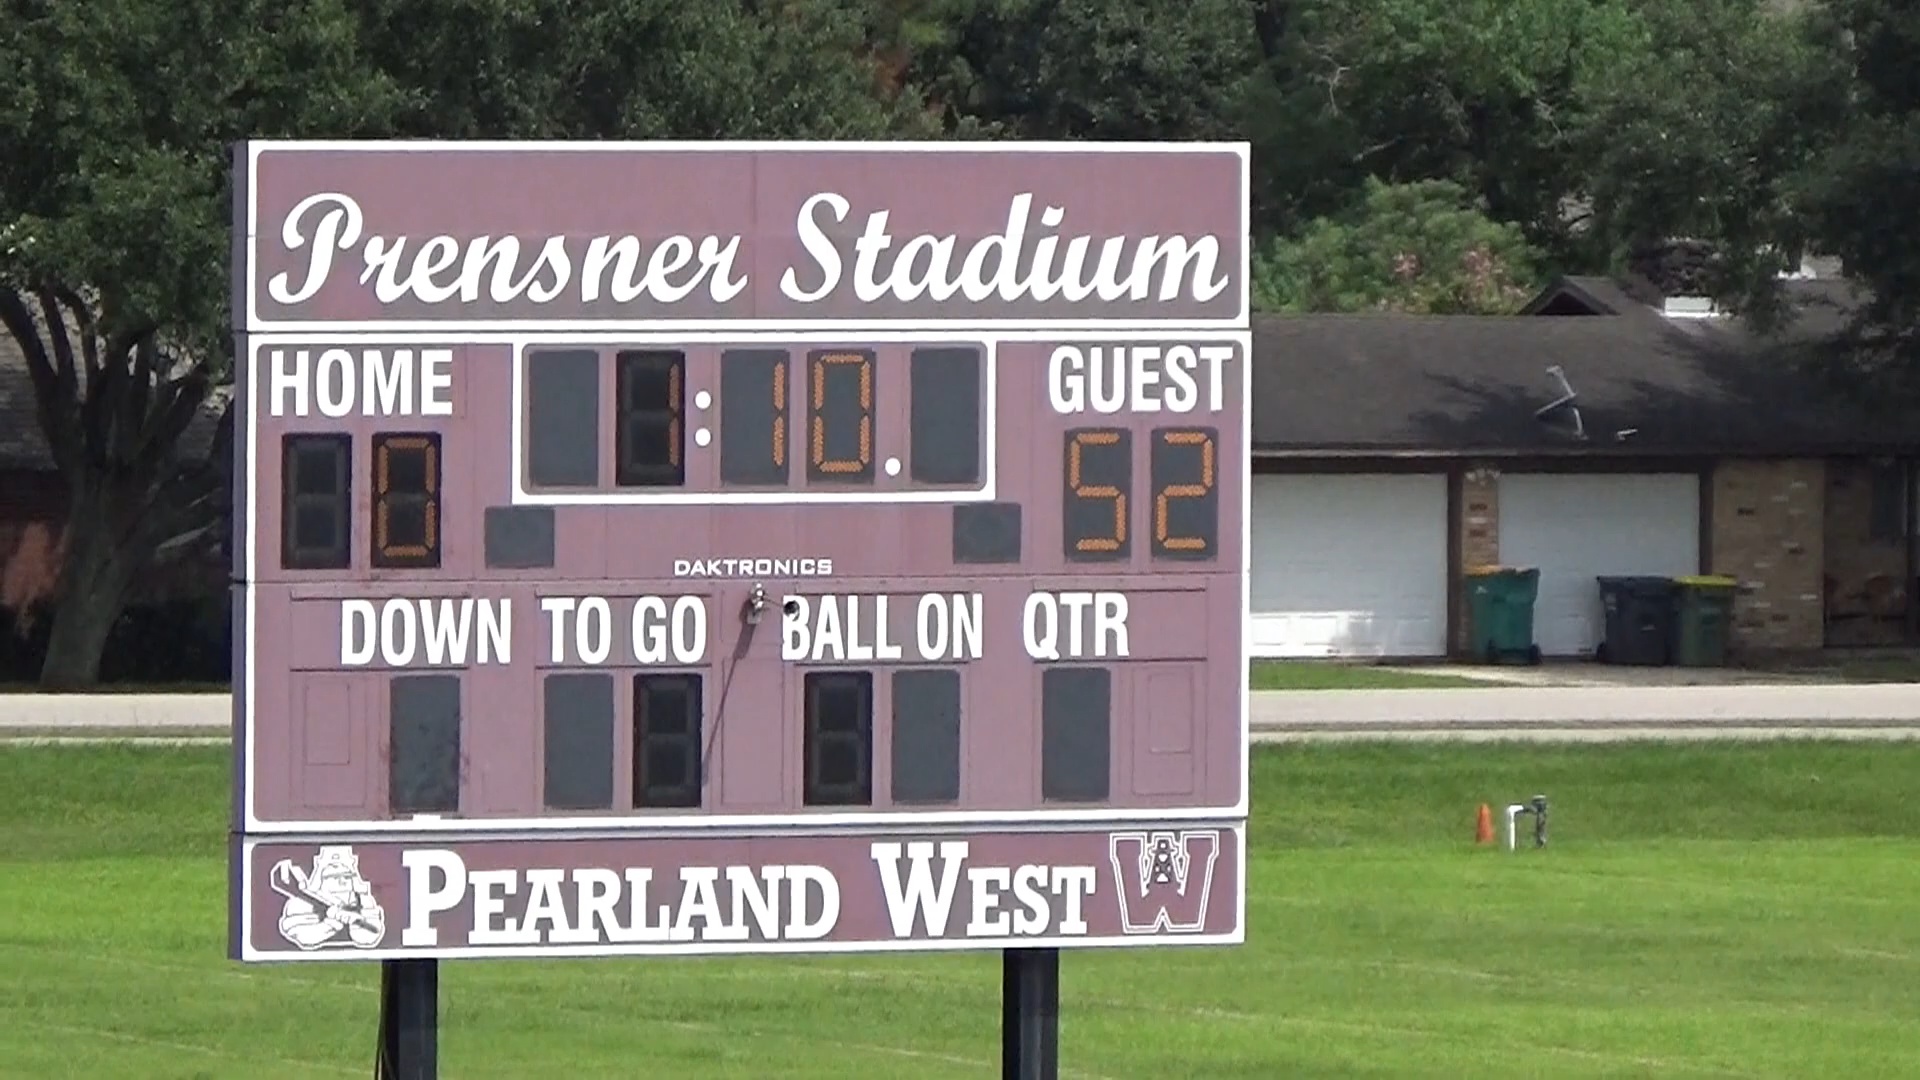 Prensner Stadium
HOME 1:10. GUEST
0 52
DAKTRONICS
DOWN TO GO BALL ON QTR
PEARLAND WEST W